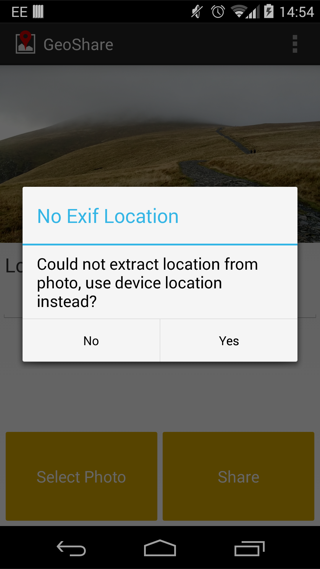 EE
14:54
GeoShare
Lo
No Exif Location
Could not extract location from
photo, use device location
instead?
No
Yes
Select Photo
Share